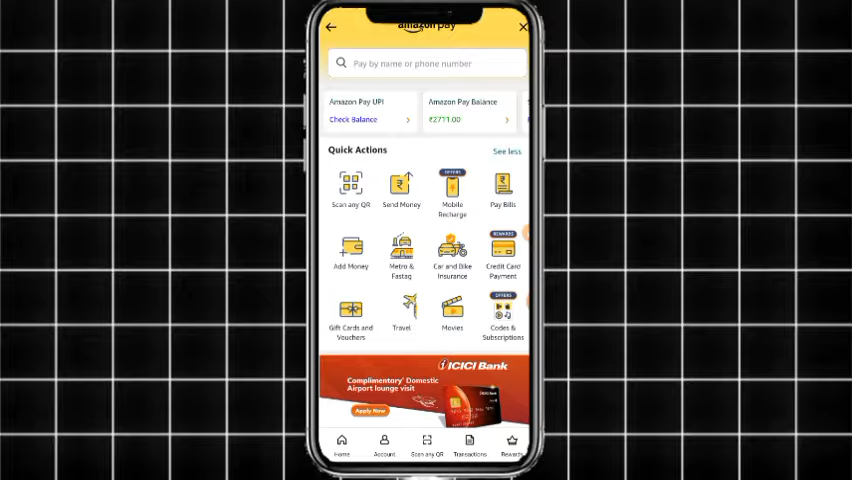 amazon pay
Pay by name or phone number
Amazon Pay UPI
Check Balance
Amazon Pay Balance
₹2711.00
Quick Actions
See less
Scan any QR
Send Money
OFFERS
Mobile
Recharge
Pay Bills
Add Money
Metro &
Fastag
Car and Bike
Insurance
REWARDS
Credit Card
Payment
Gift Cards and
Vouchers
Travel
Movies
OFFERS
Codes &
Subscriptions
ICICI Bank
Complimentary* Domestic
Airport lounge visit
Apply Now
Home
Account
Scan any QR
Transactions
Rewards